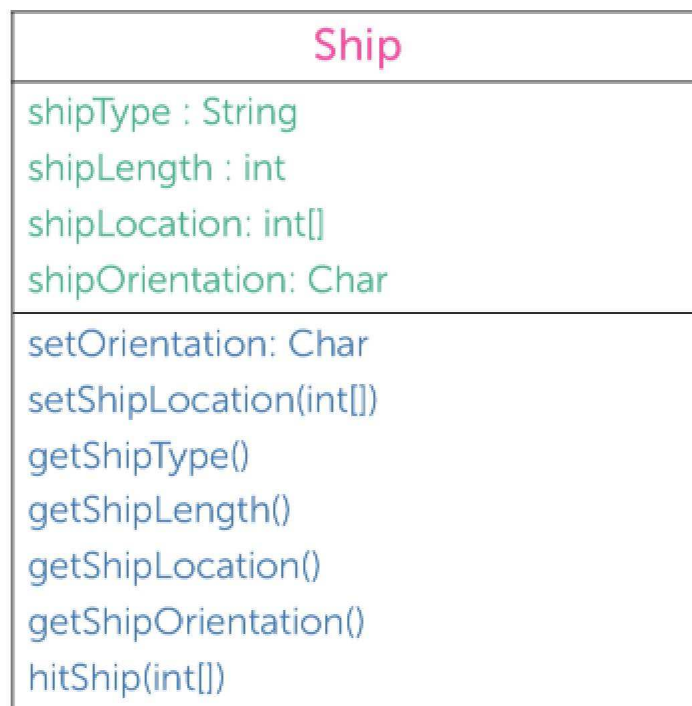 Ship
shipType : String
shipLength : int
shipLocation: int[]
shipOrientation: Char
setOrientation: Char
setShipLocation(int[])
getShipType()
getShipLength()
getShipLocation()
getShipOrientation()
hitShip(int[])